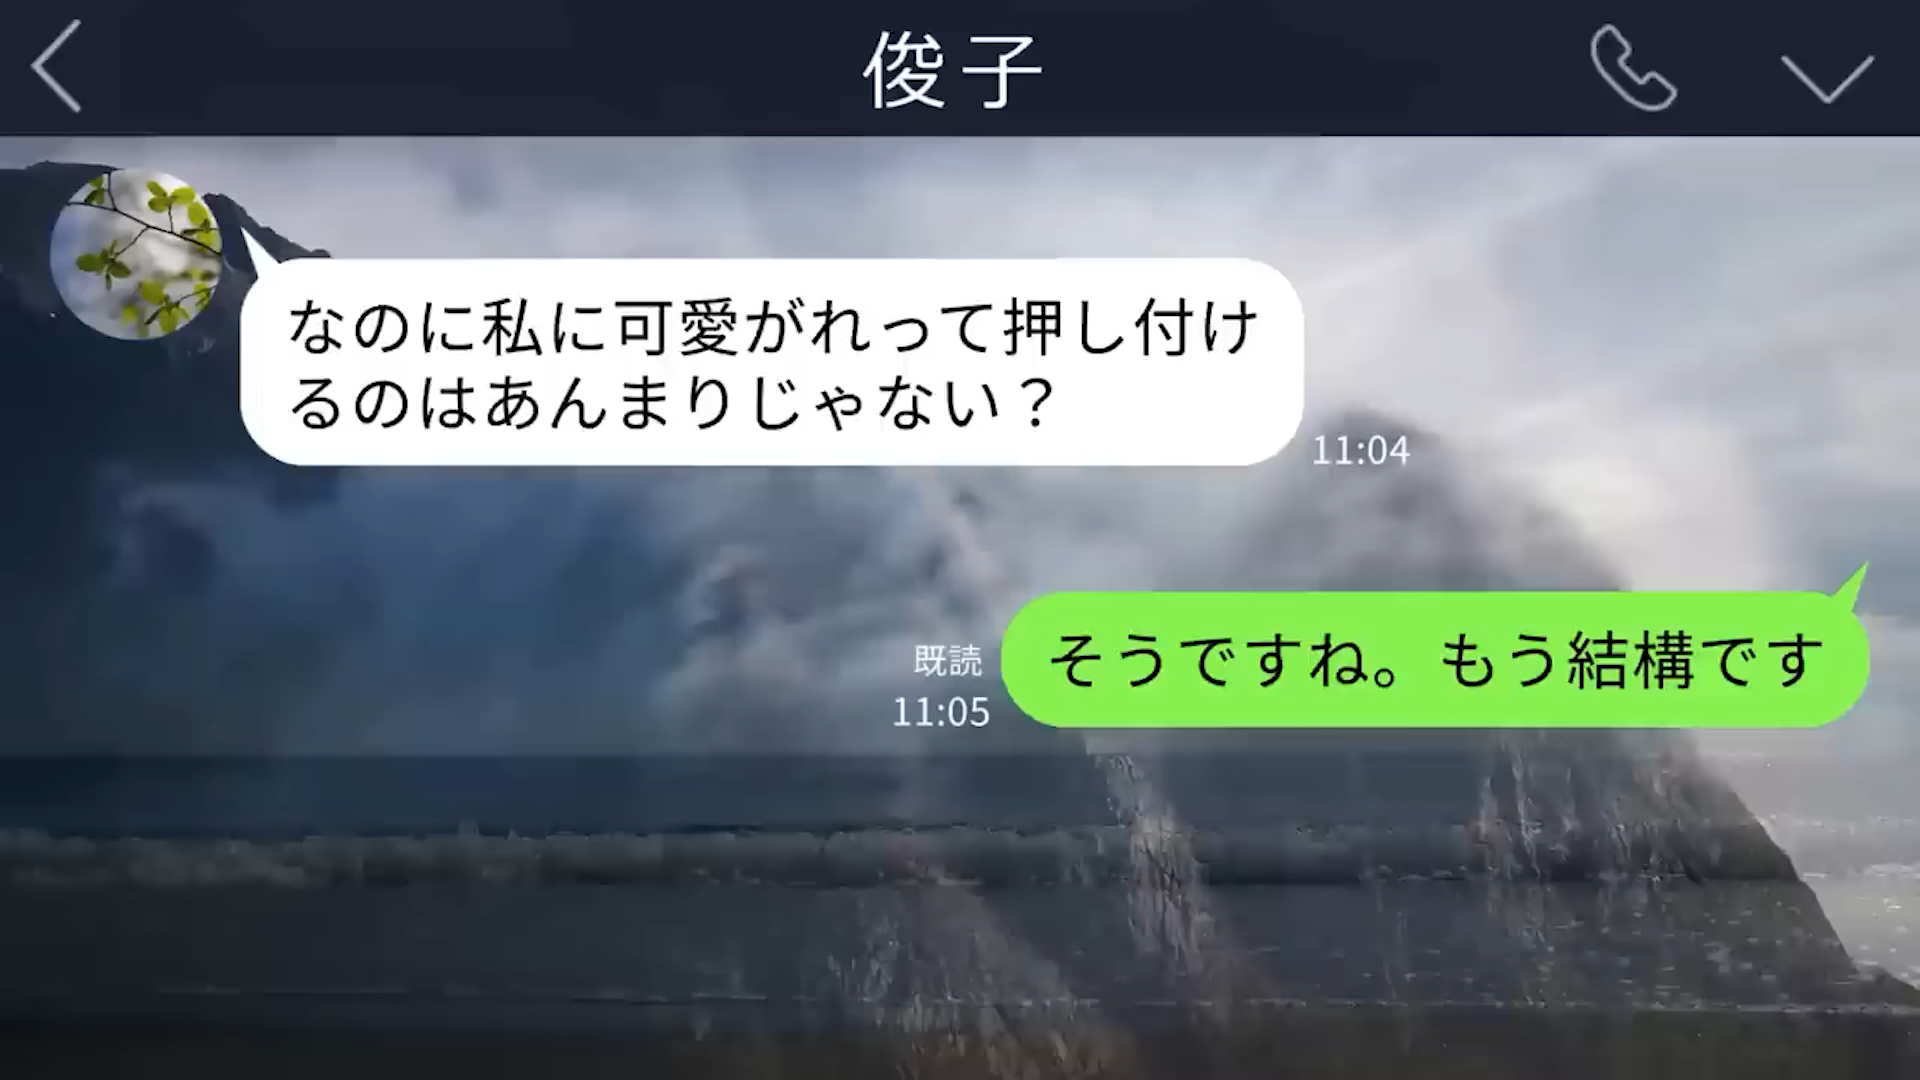 俊子
なのに私に可愛がれって押し付け
るのはあんまりじゃない？
11:04
そうですね。もう結構です
既読
11:05